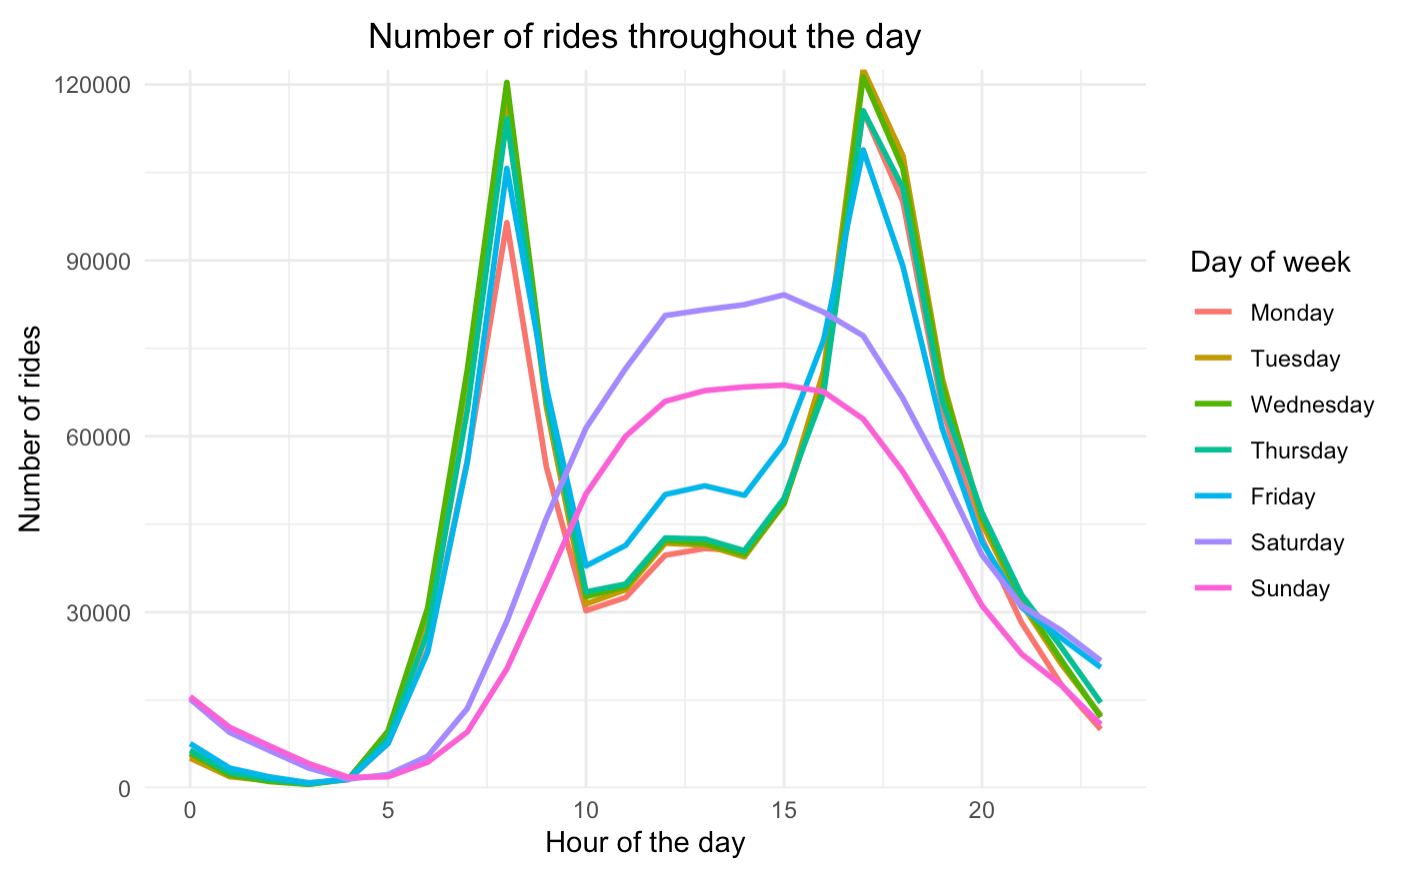 Number of rides throughout the day
Number of rides
120000
90000
60000
30000
0
0 5 10 15 20
Hour of the day
Day of week
Monday
Tuesday
Wednesday
Thursday
Friday
Saturday
Sunday